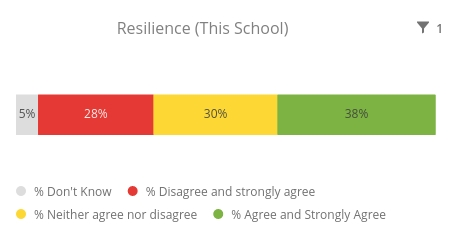 Resilience (This School)
1
5% 28% 30% 38%
% Don't Know % Disagree and strongly agree
% Neither agree nor disagree % Agree and Strongly Agree